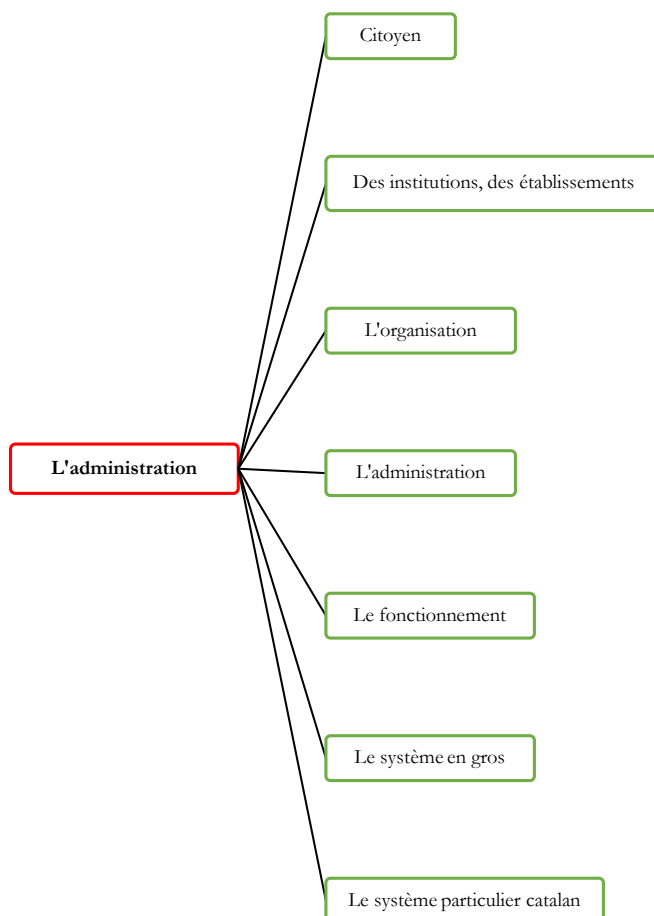 Citoyen
Des institutions, des établissements
L'organisation
L'administration
L'administration
Le fonctionnement
Le système en gros
Le système particulier catalan